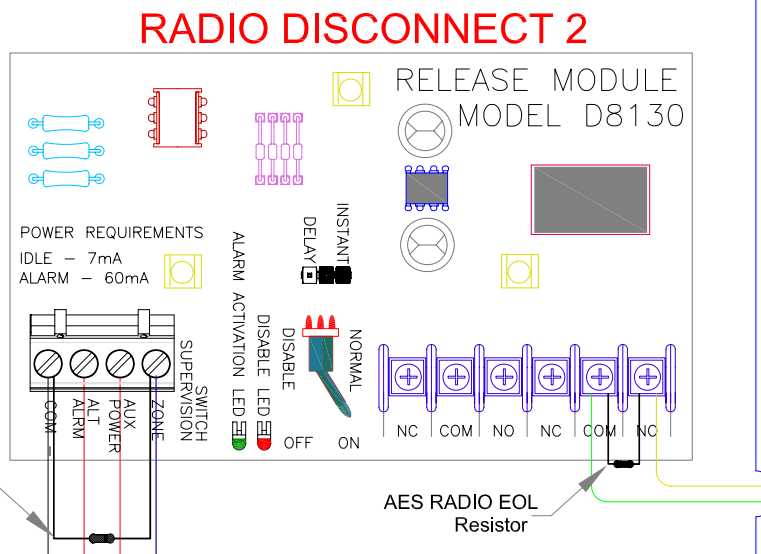 RADIO DISCONNECT 2
RELEASE MODULE
MODEL D8130
POWER REQUIREMENTS
IDLE - 7mA
ALARM - 60mA
DELAY
INSTANT
ALARM ACTIVATION LED
DISABLE LED
DISABLE
NORMAL
OFF
ON
SWITCH
SUPERVISION
COM -
ALT
ALRM
AUX
POWER
ZONE
NC
COM
NO
NC
COM
NO
AES RADIO EOL
Resistor